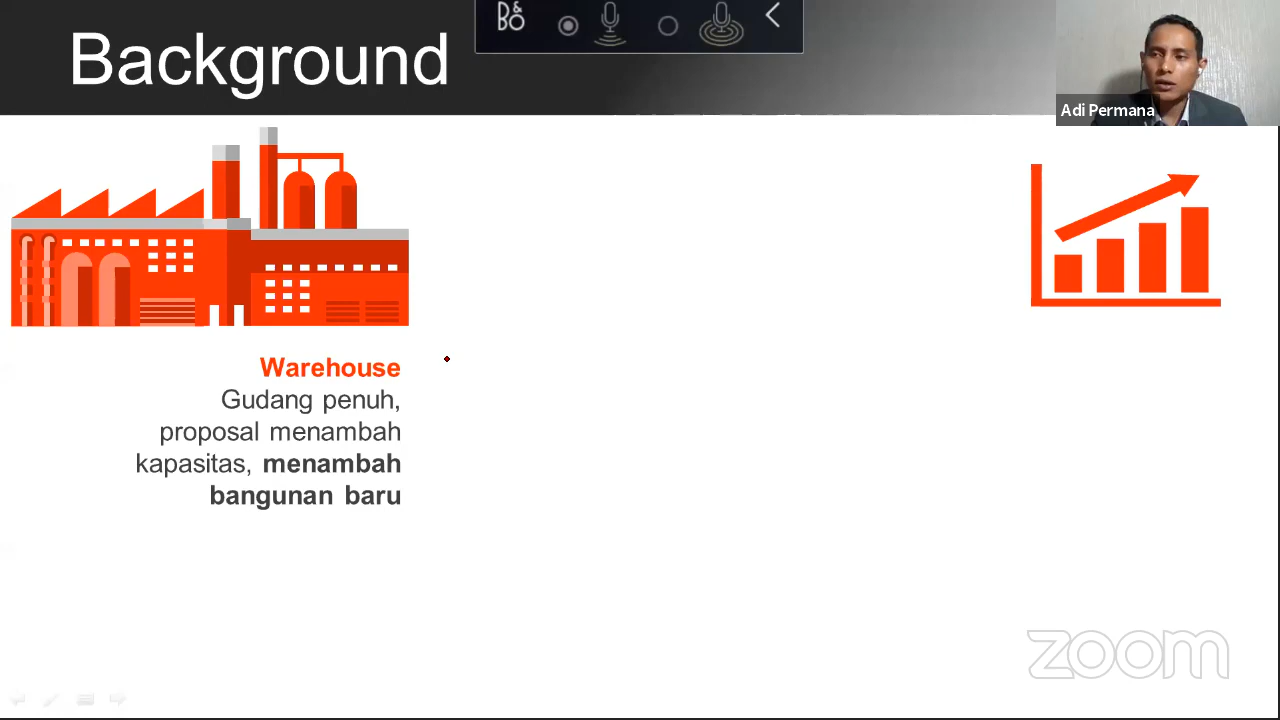 Background
B&O
Adi Permana
Warehouse
Gudang penuh,
proposal menambah
kapasitas, menambah
bangunan baru
zoom